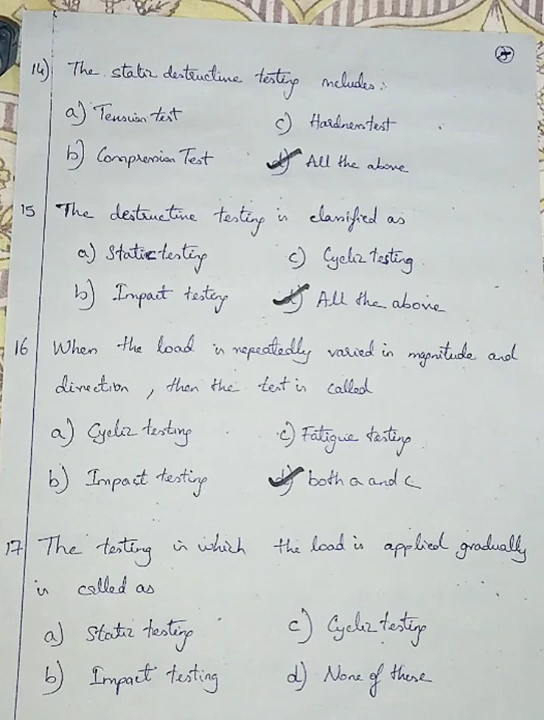 14) The static destructive testing includes:
a) Tension test c) Hardness test
b) Compression Test d) All the above
15 The destructive testing is classified as
a) Static testing c) Cyclic testing
b) Impact testing d) All the above
16 When the load is repeatedly varied in magnitude and
direction, then the test is called
a) Cyclic testing c) Fatigue testing
b) Impact testing d) both a and c
17 The testing in which the load is applied gradually
is called as
a) Static testing c) Cyclic testing
b) Impact testing d) None of these